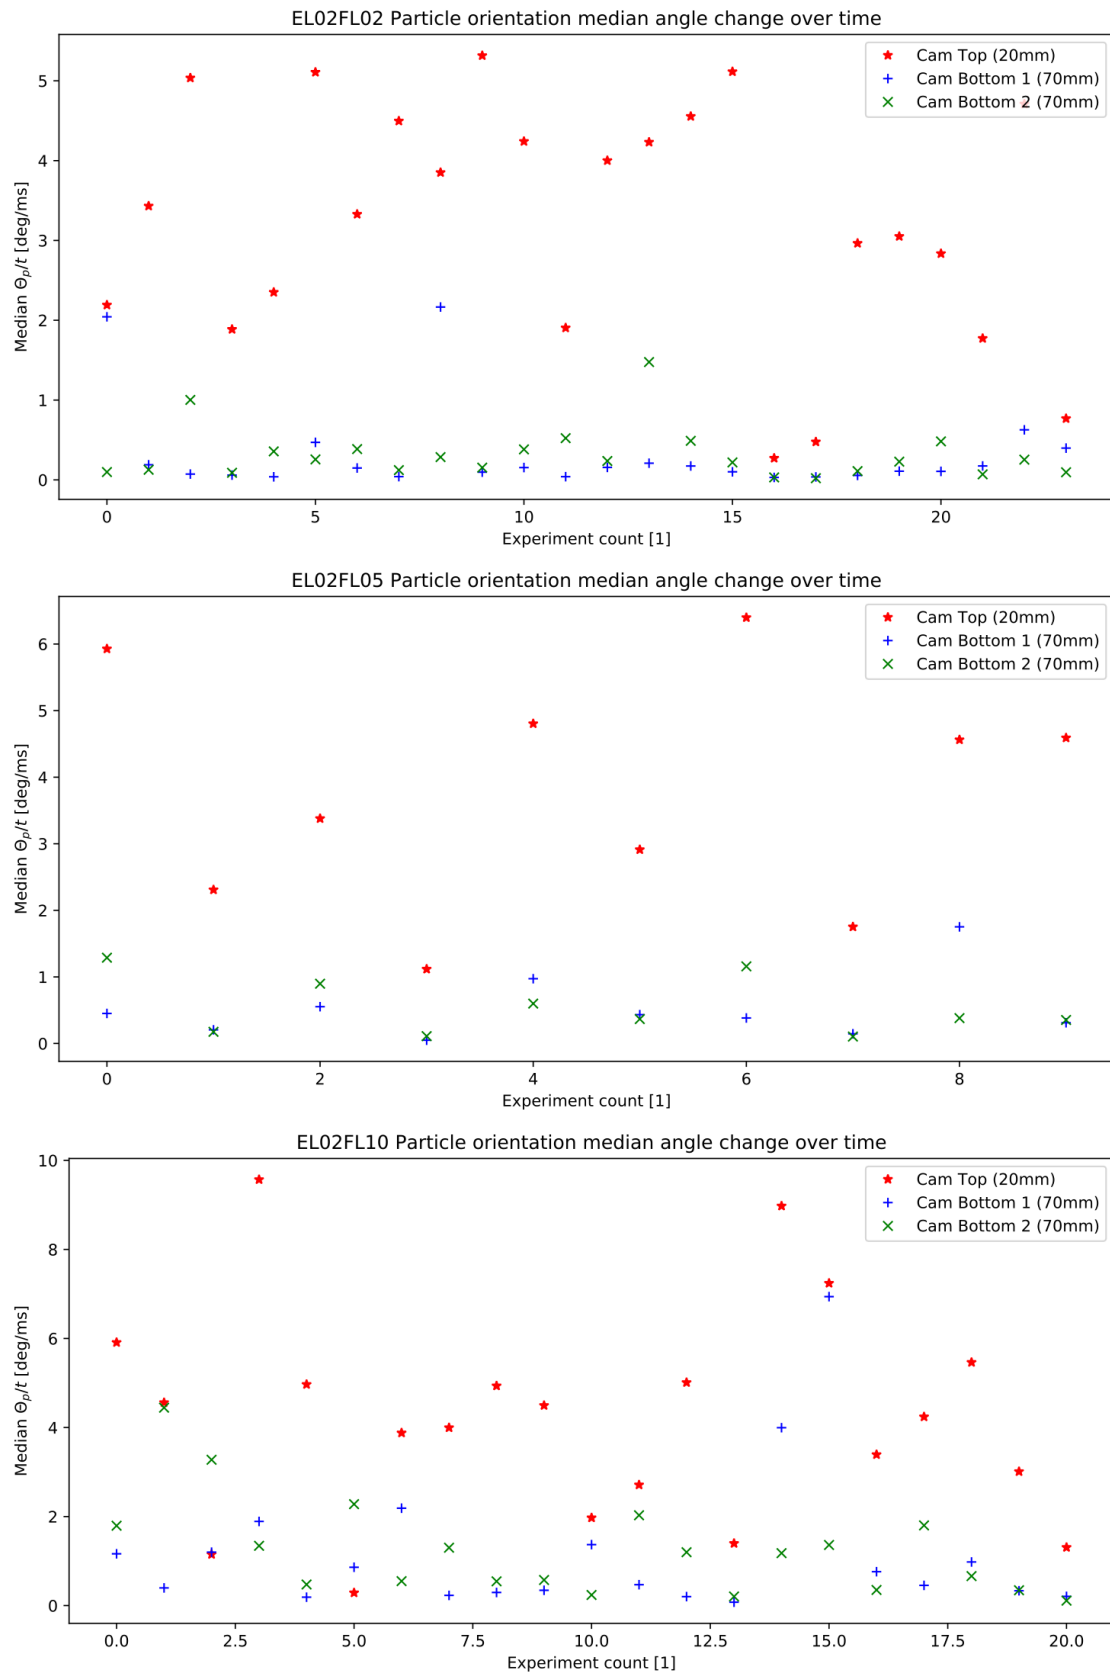 EL02FL02 Particle orientation median angle change over time
Median Θₚ/t [deg/ms]
5
4
3
2
1
0
Cam Top (20mm)
Cam Bottom 1 (70mm)
Cam Bottom 2 (70mm)
0 5 10 15 20
Experiment count [1]
EL02FL05 Particle orientation median angle change over time
Median Θₚ/t [deg/ms]
6
5
4
3
2
1
0
Cam Top (20mm)
Cam Bottom 1 (70mm)
Cam Bottom 2 (70mm)
0 2 4 6 8
Experiment count [1]
EL02FL10 Particle orientation median angle change over time
Median Θₚ/t [deg/ms]
10
8
6
4
2
0
Cam Top (20mm)
Cam Bottom 1 (70mm)
Cam Bottom 2 (70mm)
0.0 2.5 5.0 7.5 10.0 12.5 15.0 17.5 20.0
Experiment count [1]